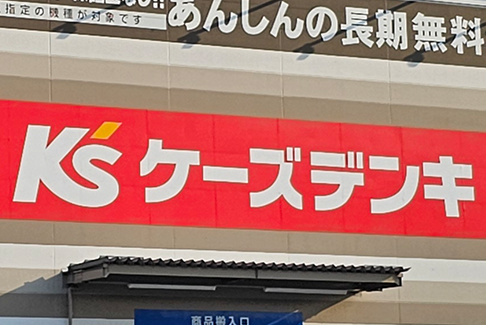 指定の機種が対象です
あんしんの長期無料
K's ケーズデンキ
商品搬入口